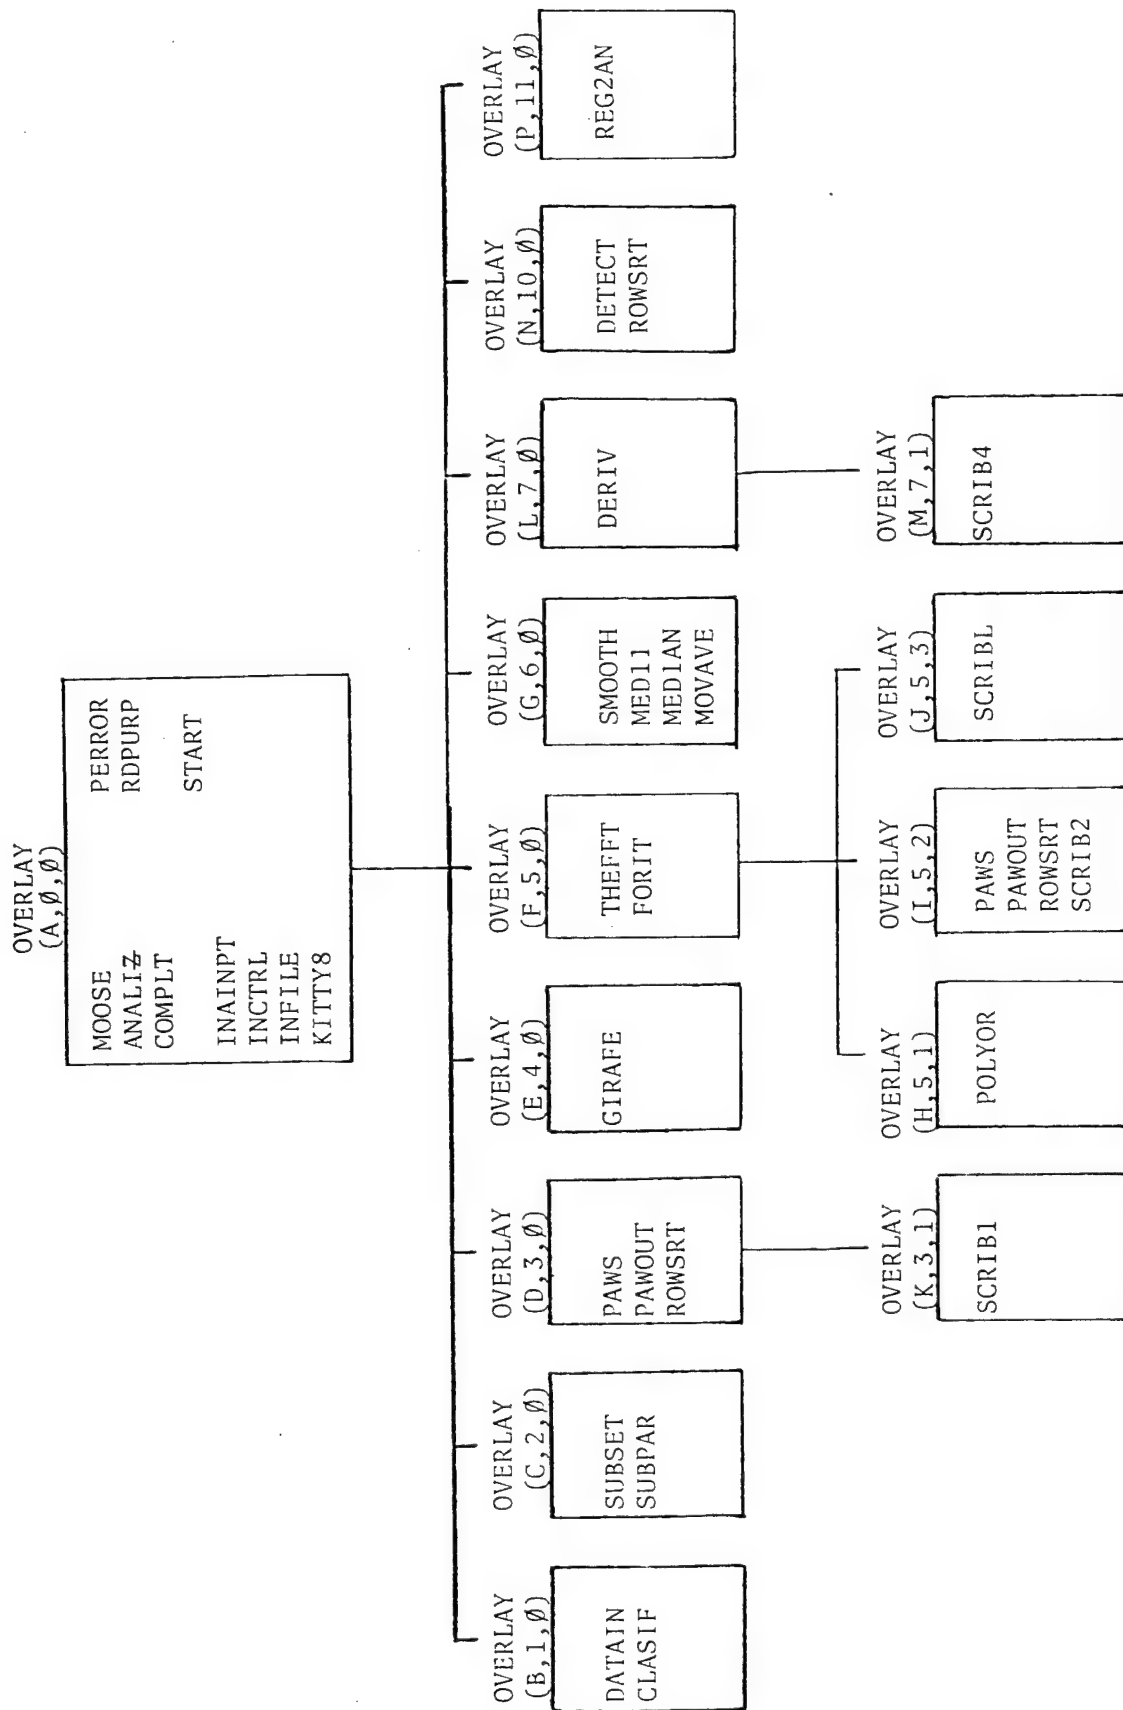 OVERLAY
(A,Ø,Ø)
MOOSE
ANALIZ
COMPLT
INAINPT
INCTRL
INFILE
KITTY8
PERROR
RDPURP
START
OVERLAY
(B,1,Ø)
DATAIN
CLASIF
OVERLAY
(C,2,Ø)
SUBSET
SUBPAR
OVERLAY
(D,3,Ø)
PAWS
PAWOUT
ROWSRT
OVERLAY
(E,4,Ø)
GIRAFE
OVERLAY
(F,5,Ø)
THEFFT
FORIT
OVERLAY
(G,6,Ø)
SMOOTH
MED11
MEDIAN
MOVAVE
OVERLAY
(L,7,Ø)
DERIV
OVERLAY
(N,10,Ø)
DETECT
ROWSRT
OVERLAY
(P,11,Ø)
REG2AN
OVERLAY
(K,3,1)
SCRIB1
OVERLAY
(H,5,1)
POLYOR
OVERLAY
(I,5,2)
PAWS
PAWOUT
ROWSRT
SCRIB2
OVERLAY
(J,5,3)
SCRIBL
OVERLAY
(M,7,1)
SCRIB4